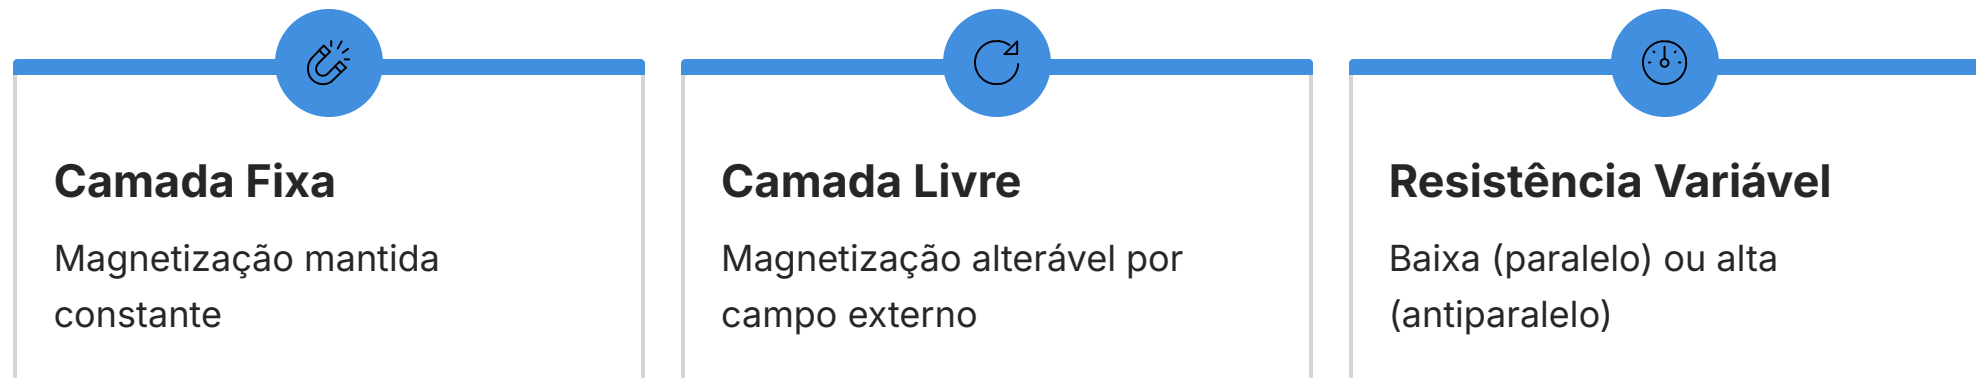 Camada Fixa
Magnetização mantida
constante
Camada Livre
Magnetização alterável por
campo externo
Resistência Variável
Baixa (paralelo) ou alta
(antiparalelo)